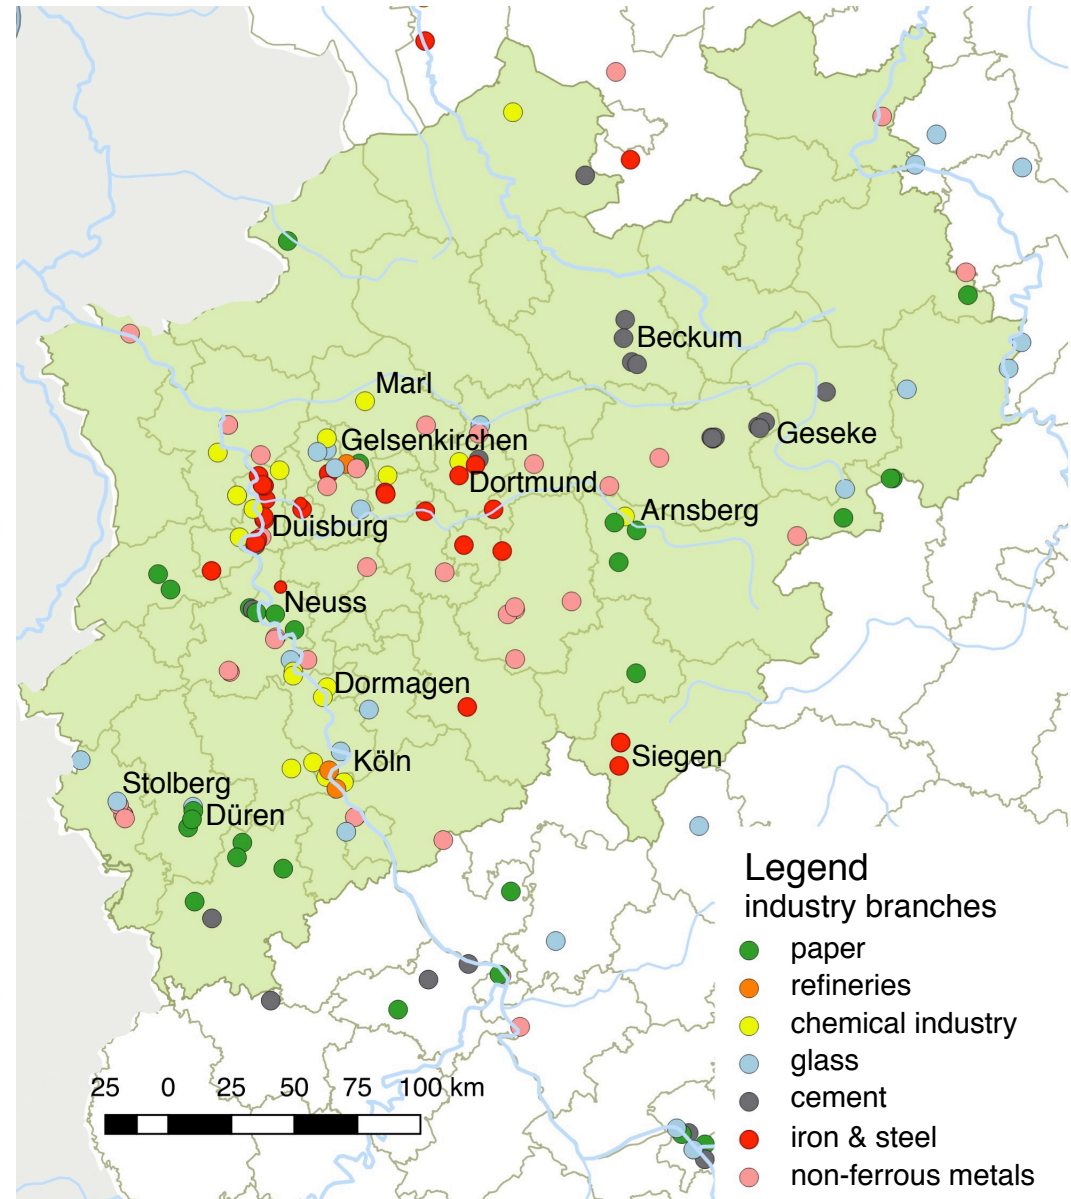 Beckum
Marl
Gelsenkirchen
Geseke
Dortmund
Arnsberg
Duisburg
Neuss
Dormagen
Köln
Siegen
Stolberg
Düren
Legend
industry branches
paper
refineries
chemical industry
glass
cement
iron & steel
non-ferrous metals
25 0 25 50 75 100 km